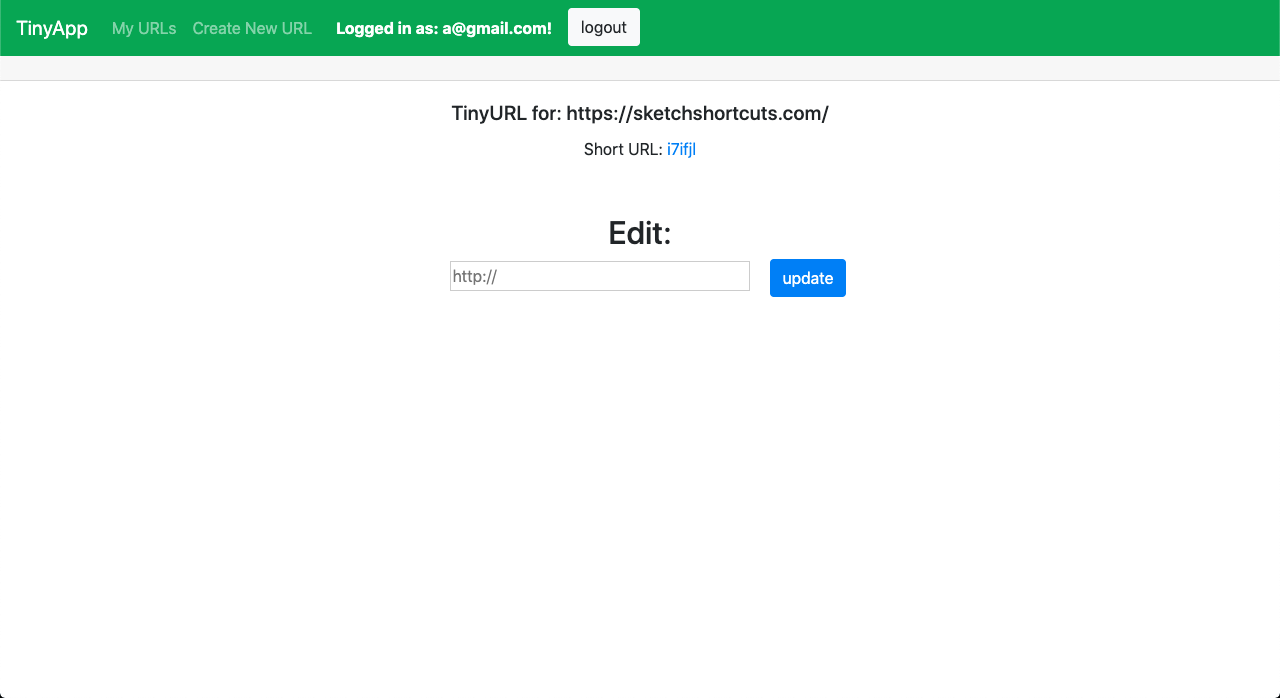 TinyApp My URLs Create New URL Logged in as: a@gmail.com! logout
TinyURL for: https://sketchshortcuts.com/
Short URL: i7ifjl
Edit:
http:// update